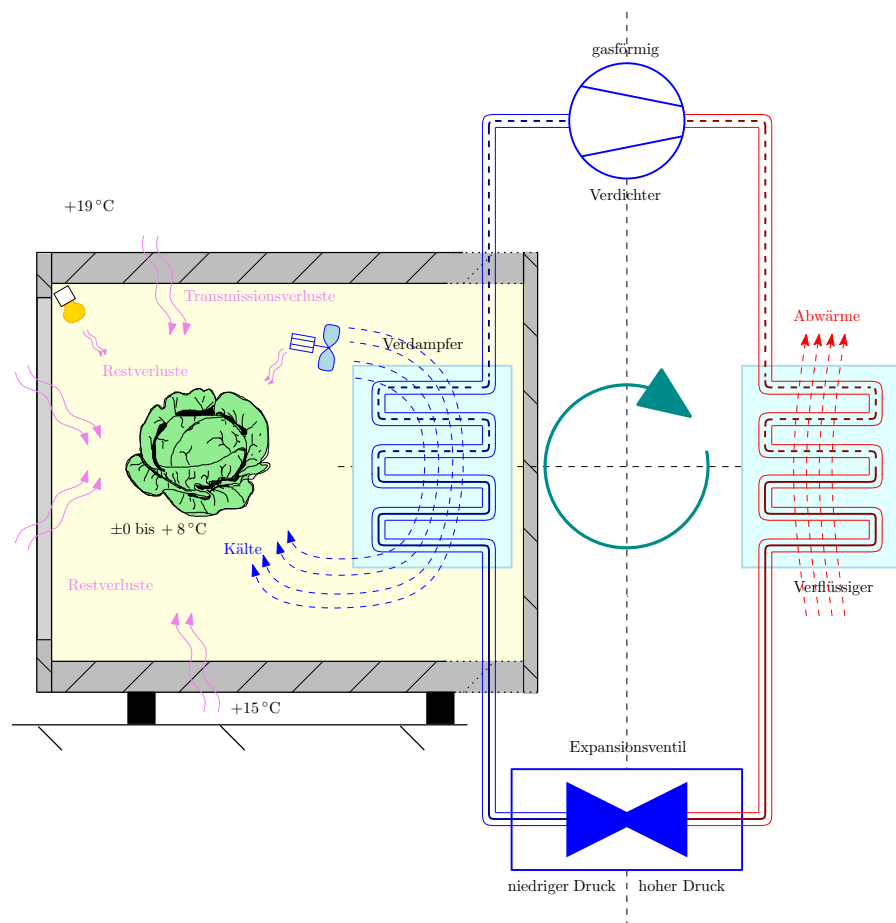 gasförmig
Verdichter
+19 °C
Transmissionsverluste
Abwärme
Verdampfer
Restverluste
±0 bis + 8 °C
Kälte
Restverluste
Verflüssiger
+15 °C
Expansionsventil
niedriger Druck
hoher Druck